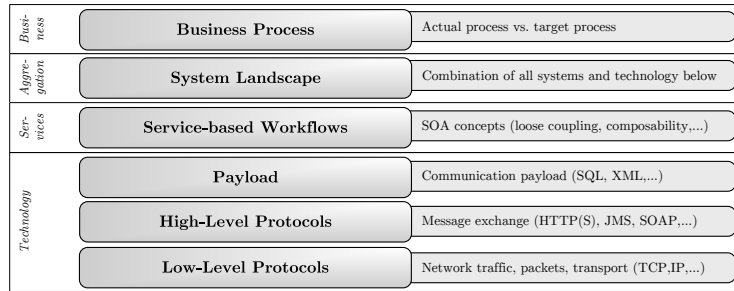 Busi-
ness
Business Process
Actual process vs. target process
Aggre-
gation
System Landscape
Combination of all systems and technology below
Ser-
vices
Service-based Workflows
SOA concepts (loose coupling, composability,...)
Technology
Payload
Communication payload (SQL, XML,...)
High-Level Protocols
Message exchange (HTTP(S), JMS, SOAP,...)
Low-Level Protocols
Network traffic, packets, transport (TCP,IP,...)